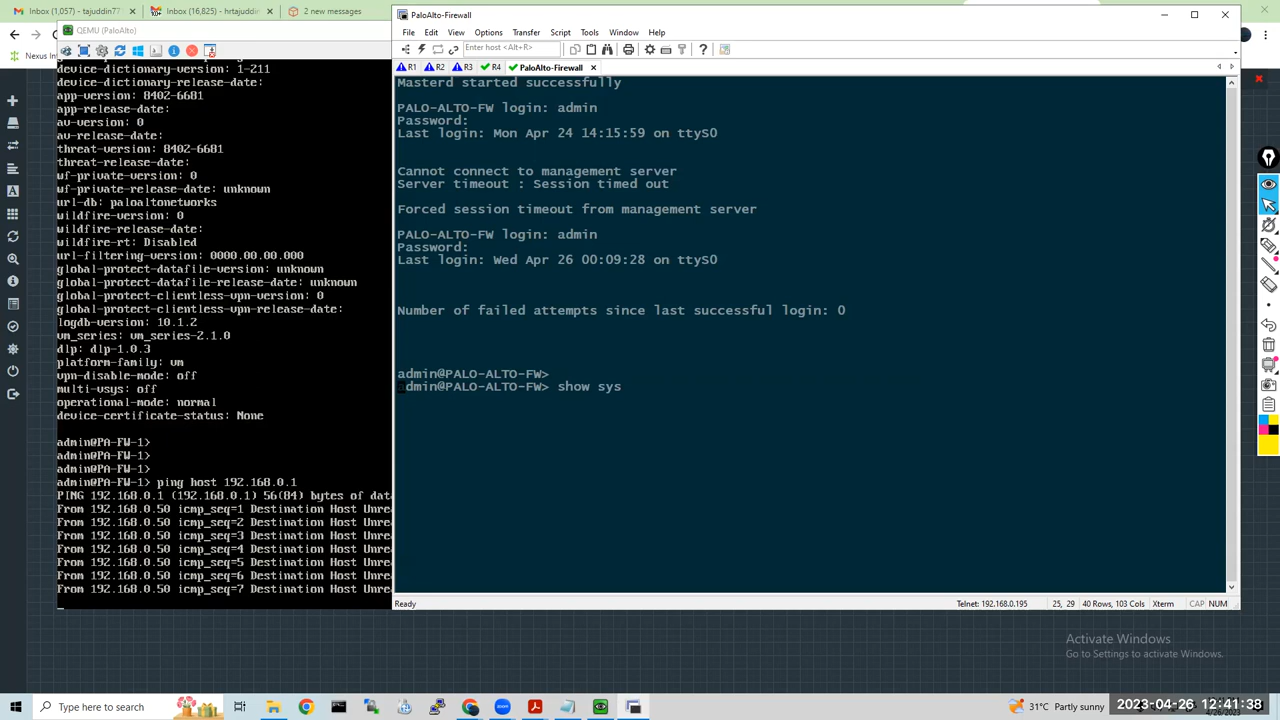 Inbox (1,057) - tajuddin77
Inbox (16,825) - hrtajuddin
2 new messages
Nexus In
QEMU (PaloAlto)
device-dictionary-version: 1-211
device-dictionary-release-date:
app-version: 8402-6681
app-release-date:
av-version: 0
av-release-date:
threat-version: 8402-6681
threat-release-date:
wf-private-version: 0
wf-private-release-date: unknown
url-db: paloaltonetworks
wildfire-version: 0
wildfire-release-date:
wildfire-rt: Disabled
url-filtering-version: 0000.00.00.000
global-protect-datafile-version: unknown
global-protect-datafile-release-date: unknown
global-protect-clientless-vpn-version: 0
global-protect-clientless-vpn-release-date:
logdb-version: 10.1.2
vm_series: vm_series-2.1.0
dlp: dlp-1.0.3
platform-family: vm
vpn-disable-mode: off
multi-vsys: off
operational-mode: normal
device-certificate-status: None
admin@PA-FW-1>
admin@PA-FW-1>
admin@PA-FW-1>
admin@PA-FW-1> ping host 192.168.0.1
PING 192.168.0.1 (192.168.0.1) 56(84) bytes of dat
From 192.168.0.50 icmp_seq=1 Destination Host Unre
From 192.168.0.50 icmp_seq=2 Destination Host Unre
From 192.168.0.50 icmp_seq=3 Destination Host Unre
From 192.168.0.50 icmp_seq=4 Destination Host Unre
From 192.168.0.50 icmp_seq=5 Destination Host Unre
From 192.168.0.50 icmp_seq=6 Destination Host Unre
From 192.168.0.50 icmp_seq=7 Destination Host Unre
PaloAlto-Firewall
File Edit View Options Transfer Script Tools Window Help
Enter host <Alt+R>
R1 R2 R3 R4 PaloAlto-Firewall
Masterd started successfully
PALO-ALTO-FW login: admin
Password:
Last login: Mon Apr 24 14:15:59 on ttyS0
Cannot connect to management server
Server timeout : Session timed out
Forced session timeout from management server
PALO-ALTO-FW login: admin
Password:
Last login: Wed Apr 26 00:09:28 on ttyS0
Number of failed attempts since last successful login: 0
admin@PALO-ALTO-FW>
admin@PALO-ALTO-FW> show sys
Ready Telnet: 192.168.0.195 25, 29 40 Rows, 103 Cols Xterm CAP NUM
Activate Windows
Go to Settings to activate Windows.
Type here to search
31°C Partly sunny
2023-04-26 12:41:38